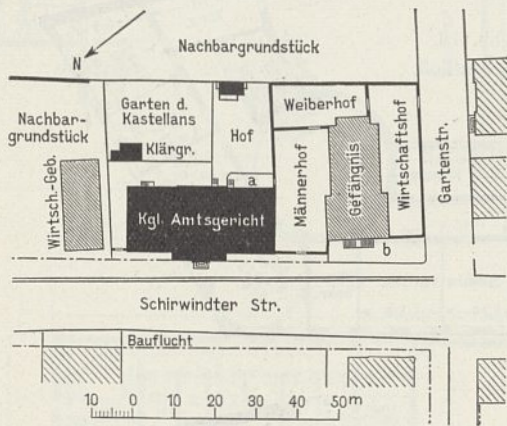 N
Nachbargrundstück
Nachbar-
grundstück
Garten d.
Kastellans
Klärgr.
Hof
Weiberhof
Männerhof
Gefängnis
Wirtschaftshof
Gartenstr.
Wirtsch.-Geb.
a
Kgl. Amtsgericht
b
Schirwindter Str.
Bauflucht
10 0 10 20 30 40 50 m